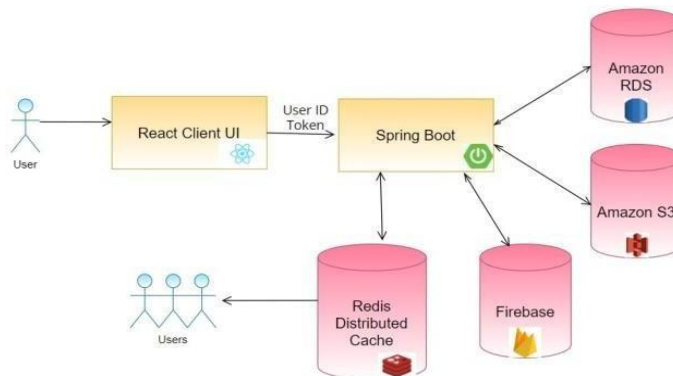 Amazon
RDS
User ID
Token
React Client UI
Spring Boot
User
Amazon S3
Redis
Distributed
Cache
Firebase
Users